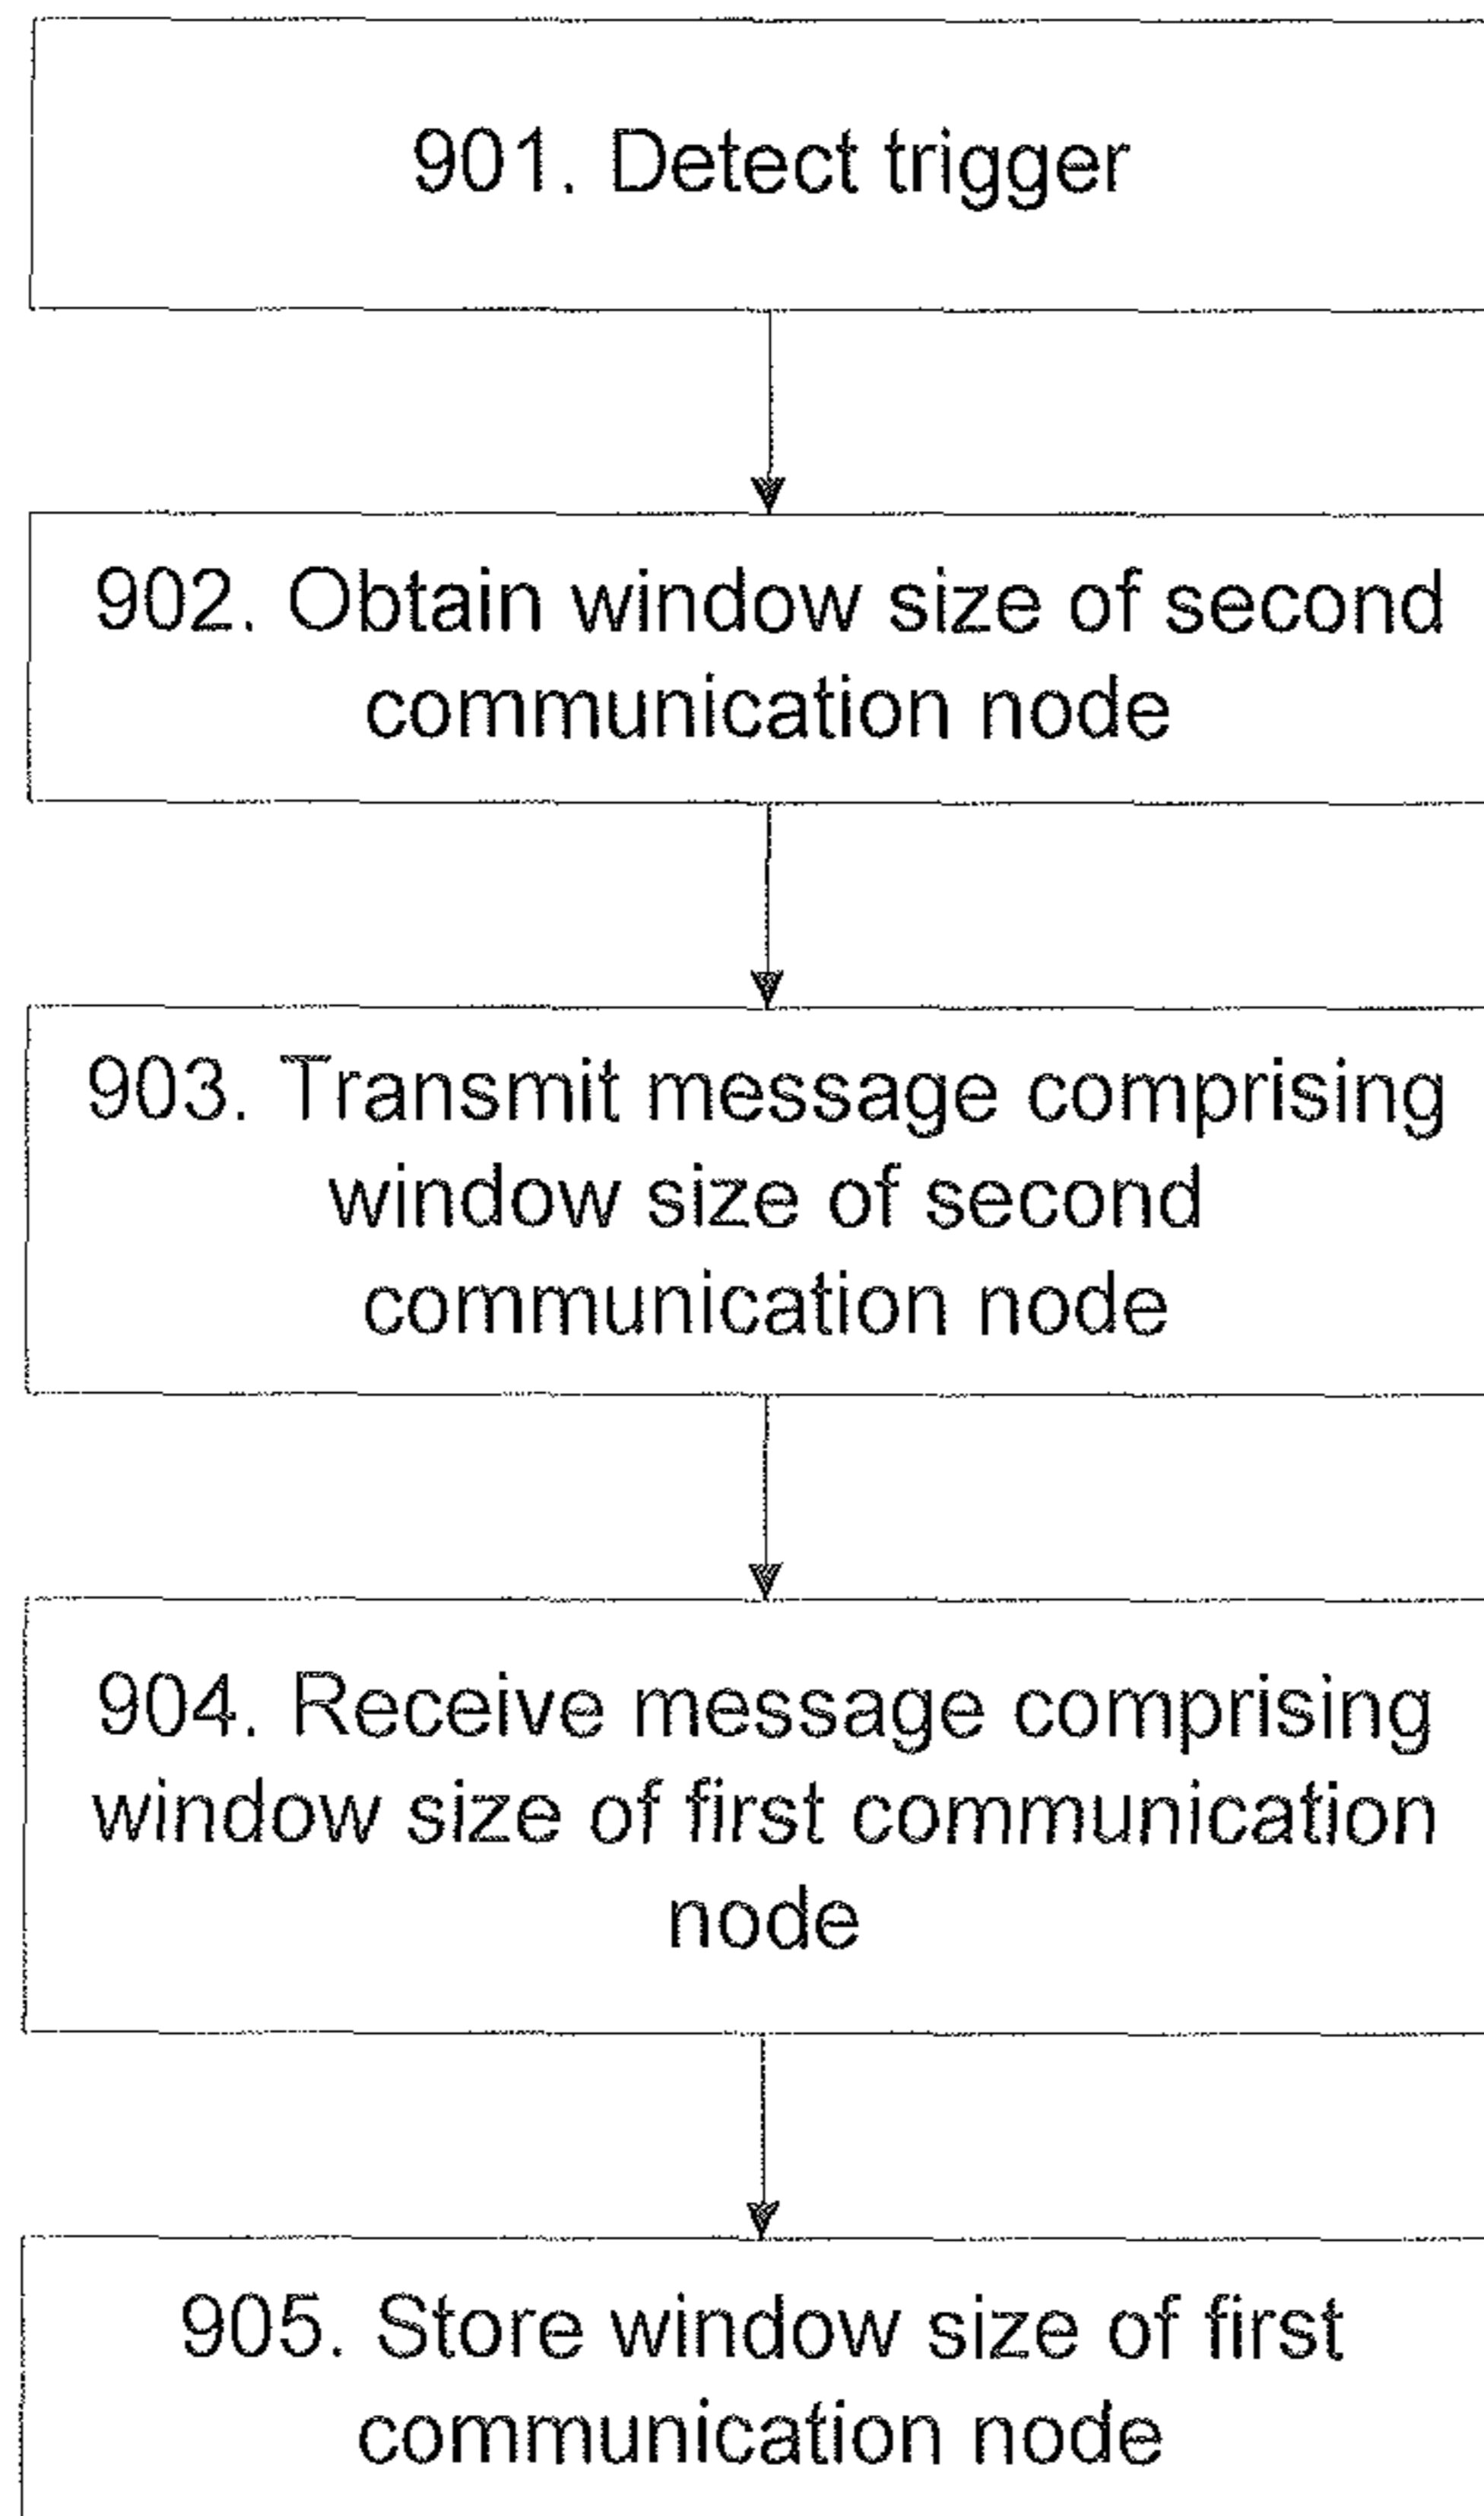 901. Detect trigger
902. Obtain window size of second
communication node
903. Transmit message comprising
window size of second
communication node
904. Receive message comprising
window size of first communication
node
905. Store window size of first
communication node